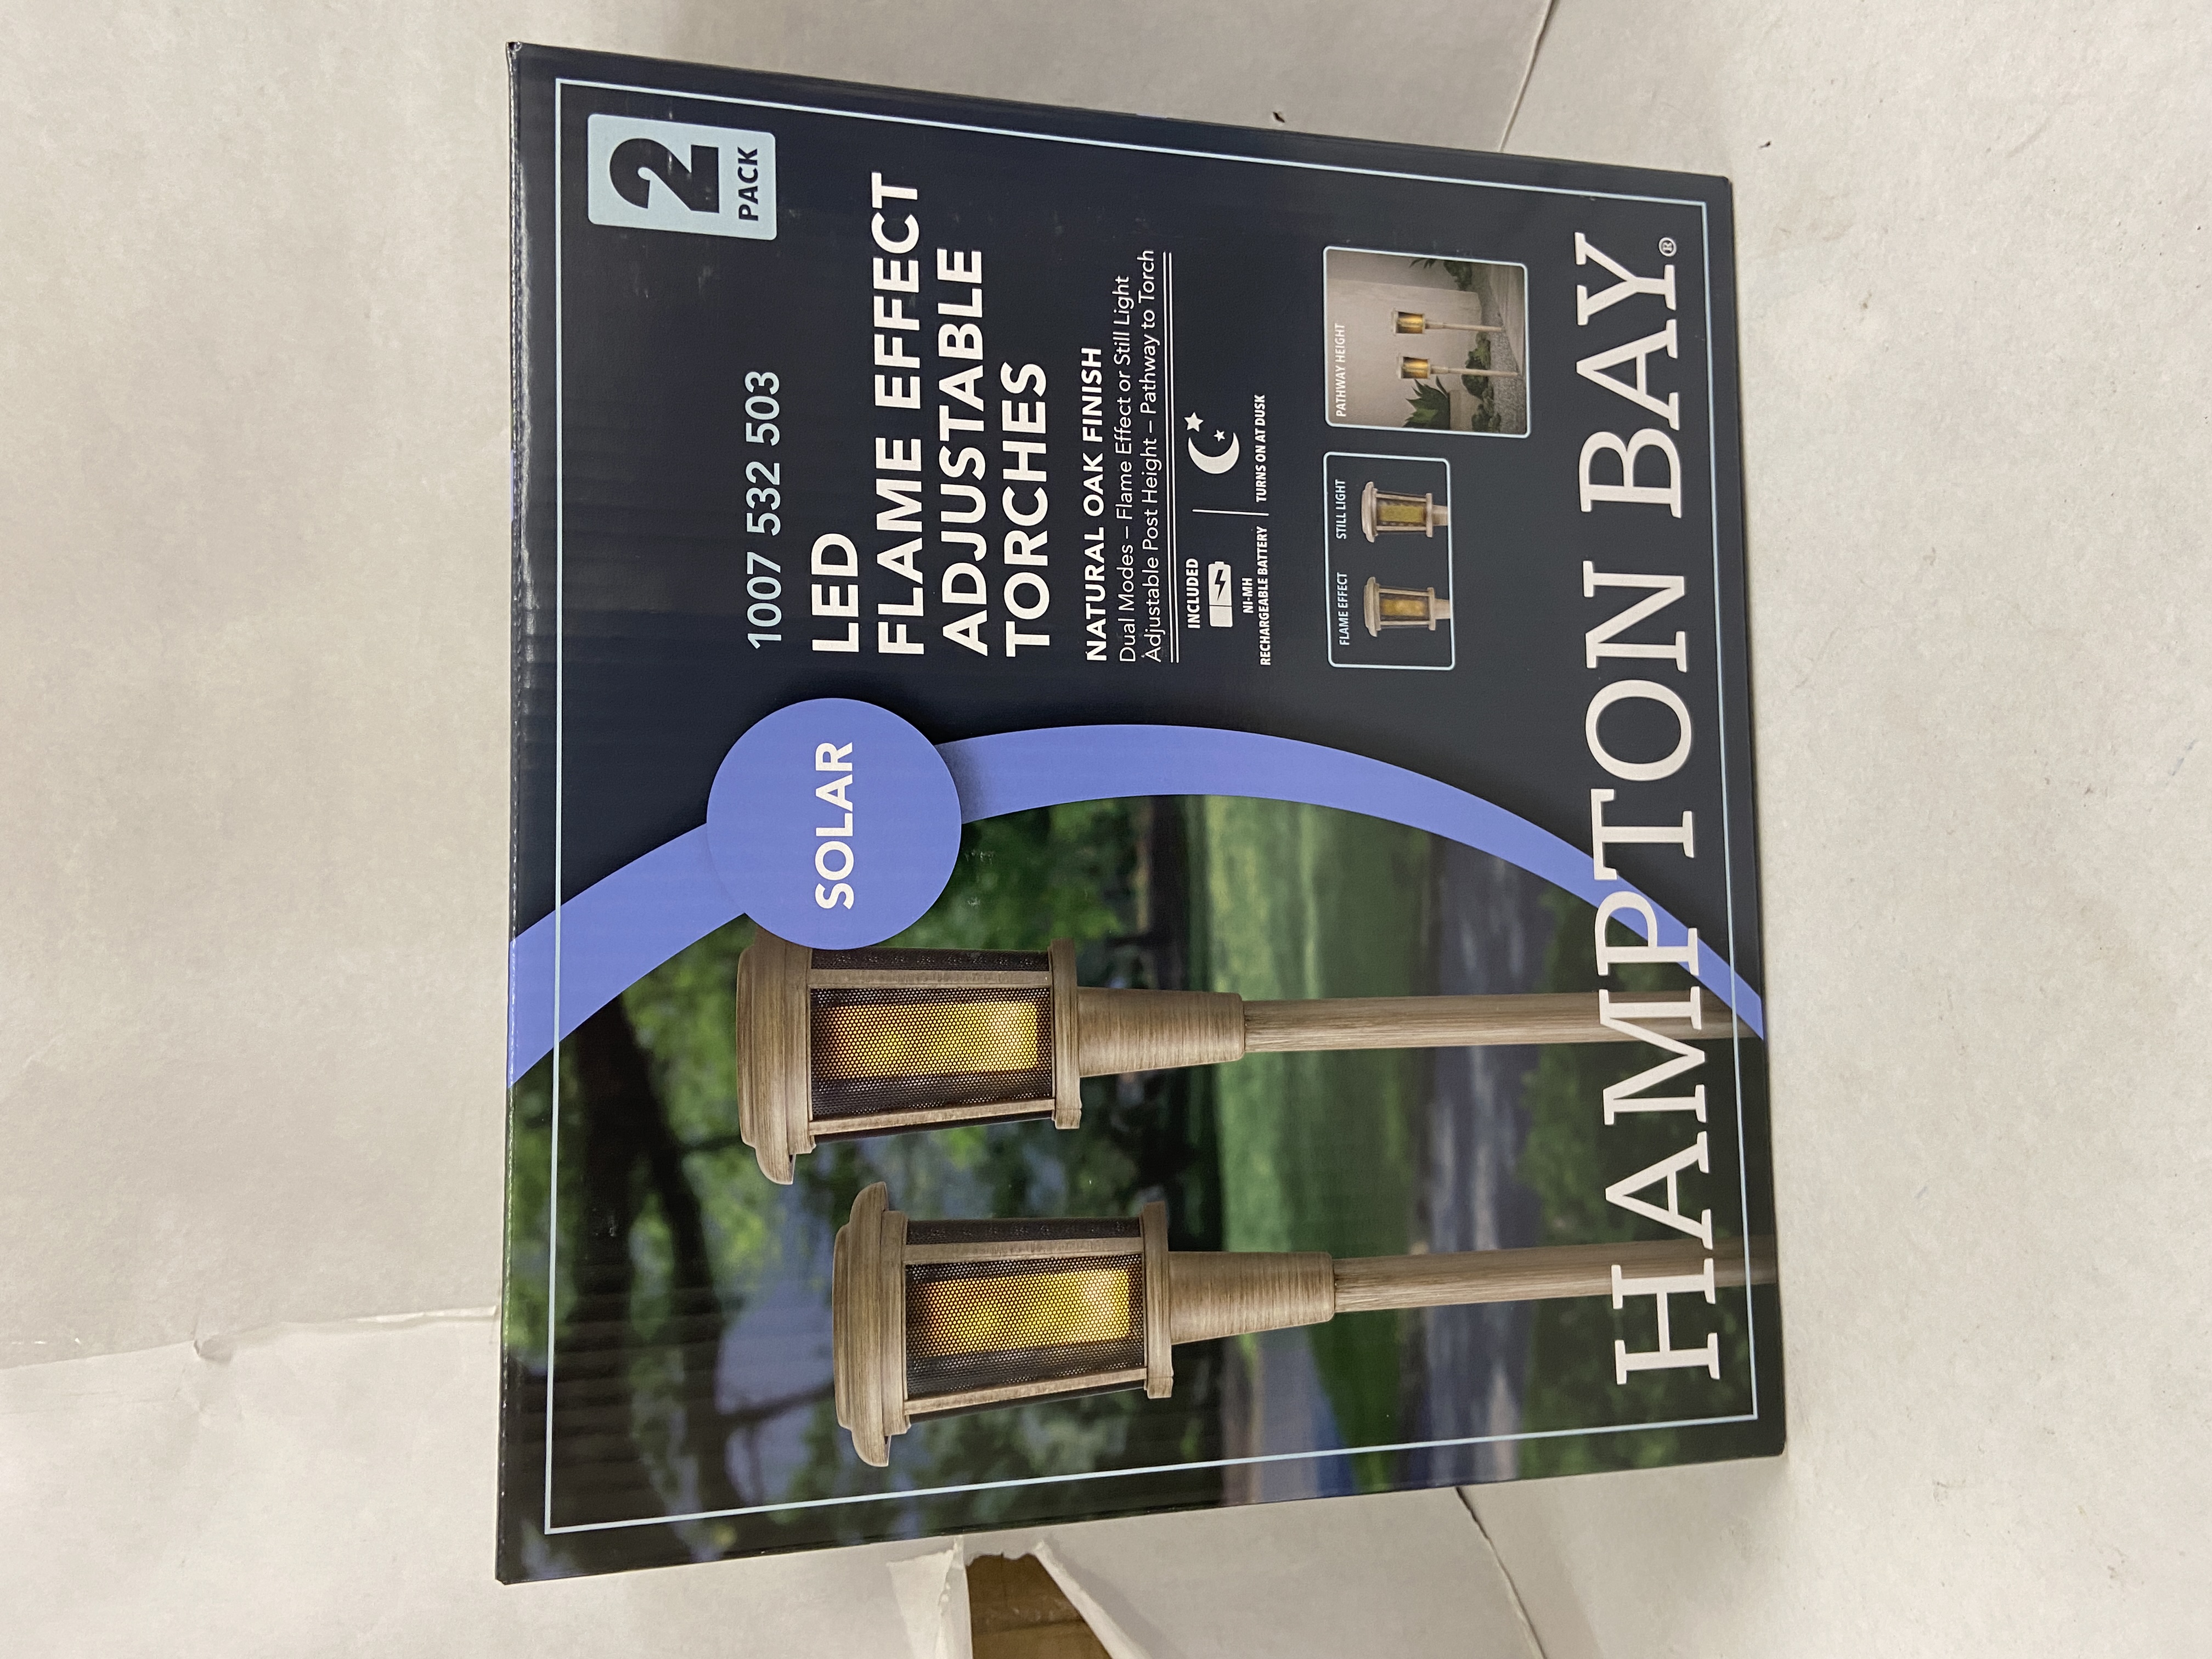 2
PACK
1007 532 503
LED
FLAME EFFECT
ADJUSTABLE
TORCHES
SOLAR
NATURAL OAK FINISH
Dual Modes – Flame Effect or Still Light
Adjustable Post Height – Pathway to Torch
INCLUDED
NI-MH
RECHARGEABLE BATTERY
TURNS ON AT DUSK
FLAME EFFECT
STILL LIGHT
PATHWAY HEIGHT
HAMPTON BAY®